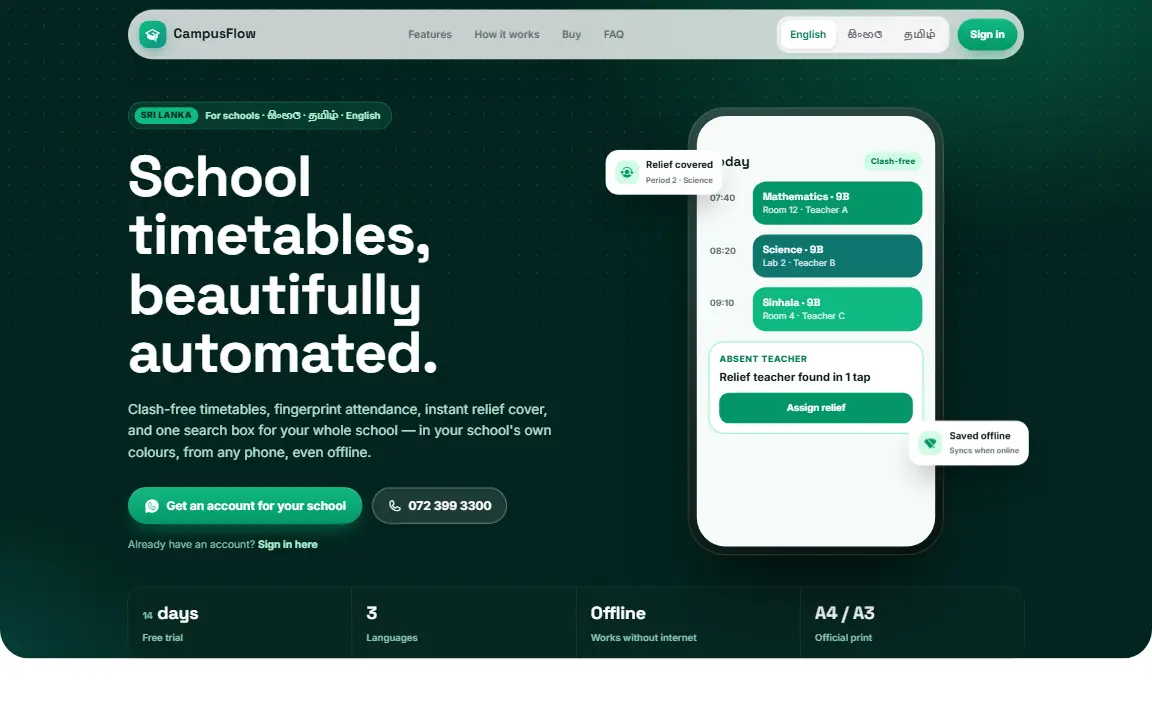 CampusFlow
Features
How it works
Buy
FAQ
English
සිංහල
தமிழ்
Sign in
SRI LANKA
For schools · සිංහල · தமிழ் · English
School
timetables,
beautifully
automated.
Clash-free timetables, fingerprint attendance, instant relief cover,
and one search box for your whole school — in your school's own
colours, from any phone, even offline.
Get an account for your school
072 399 3300
Already have an account? Sign in here
Relief covered
Period 2 · Science
oday
Clash-free
07:40
Mathematics · 9B
Room 12 · Teacher A
08:20
Science · 9B
Lab 2 · Teacher B
09:10
Sinhala · 9B
Room 4 · Teacher C
ABSENT TEACHER
Relief teacher found in 1 tap
Assign relief
Saved offline
Syncs when online
14 days
Free trial
3
Languages
Offline
Works without internet
A4 / A3
Official print